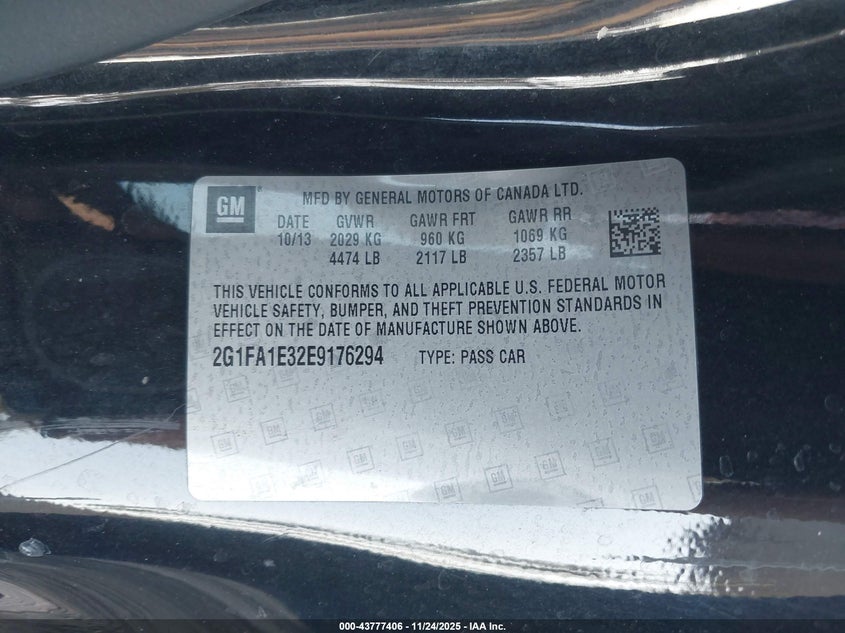 GM
MFD BY GENERAL MOTORS OF CANADA LTD.
DATE GVWR GAWR FRT GAWR RR
10/13 2029 KG 960 KG 1069 KG
4474 LB 2117 LB 2357 LB
THIS VEHICLE CONFORMS TO ALL APPLICABLE U.S. FEDERAL MOTOR
VEHICLE SAFETY, BUMPER, AND THEFT PREVENTION STANDARDS IN
EFFECT ON THE DATE OF MANUFACTURE SHOWN ABOVE.
2G1FA1E32E9176294 TYPE: PASS CAR
000-43777406 - 11/24/2025 - IAA Inc.